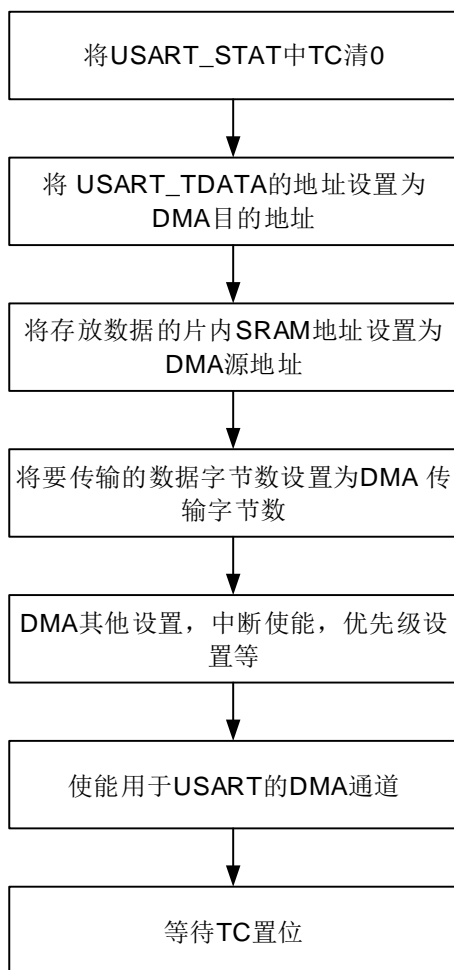 将USART_STAT中TC清0
将 USART_TDATA的地址设置为
DMA目的地址
将存放数据的片内SRAM地址设置为
DMA源地址
将要传输的数据字节数设置为DMA 传
输字节数
DMA其他设置，中断使能，优先级设
置等
使能用于USART的DMA通道
等待TC置位